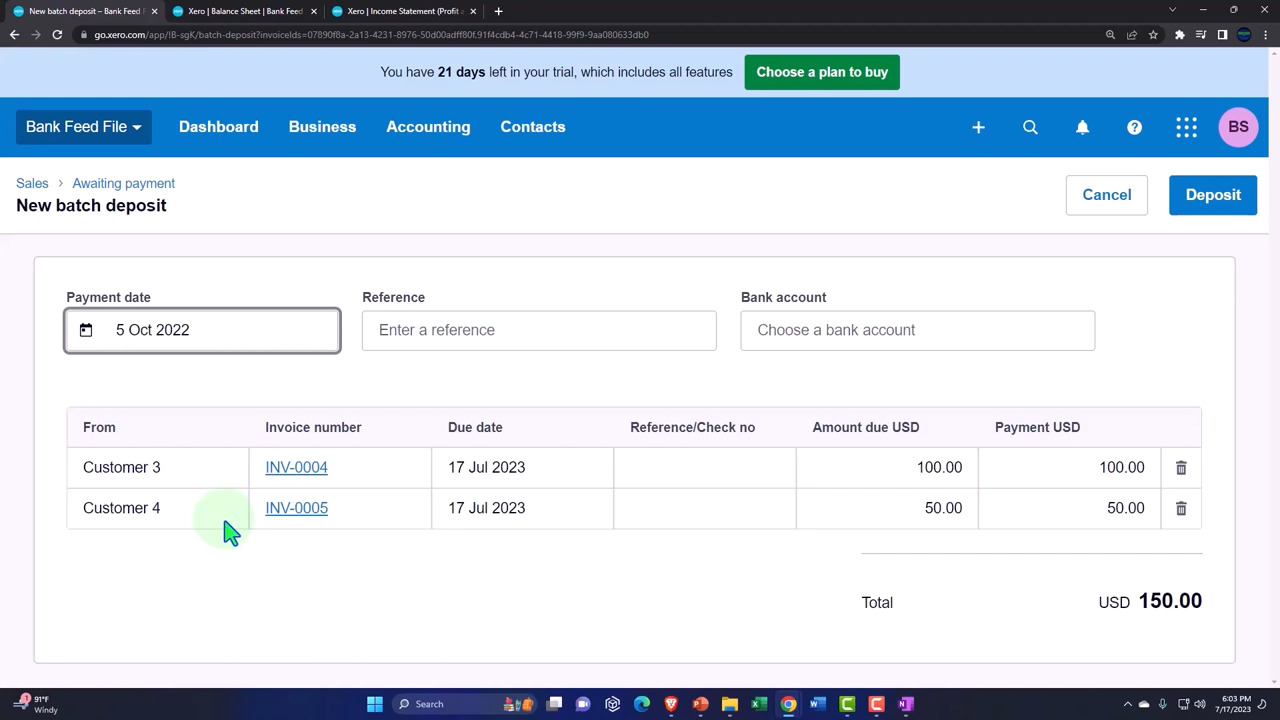 New batch deposit – Bank Feed F
Xero | Balance Sheet | Bank Feed
Xero | Income Statement (Profit a
go.xero.com/app/!B-sgK/batch-deposit?invoiceIds=07890f8a-2a13-4231-8976-50d00adff80f.91f4cdb4-4c71-4418-99f9-9aa080633db0
You have 21 days left in your trial, which includes all features
Choose a plan to buy
Bank Feed File
Dashboard
Business
Accounting
Contacts
BS
Sales
Awaiting payment
New batch deposit
Cancel
Deposit
Payment date
Reference
Bank account
5 Oct 2022
Enter a reference
Choose a bank account
From Invoice number Due date Reference/Check no Amount due USD Payment USD
Customer 3 INV-0004 17 Jul 2023 100.00 100.00
Customer 4 INV-0005 17 Jul 2023 50.00 50.00
Total USD 150.00
91°F
Windy
Search
6:03 PM
7/17/2023